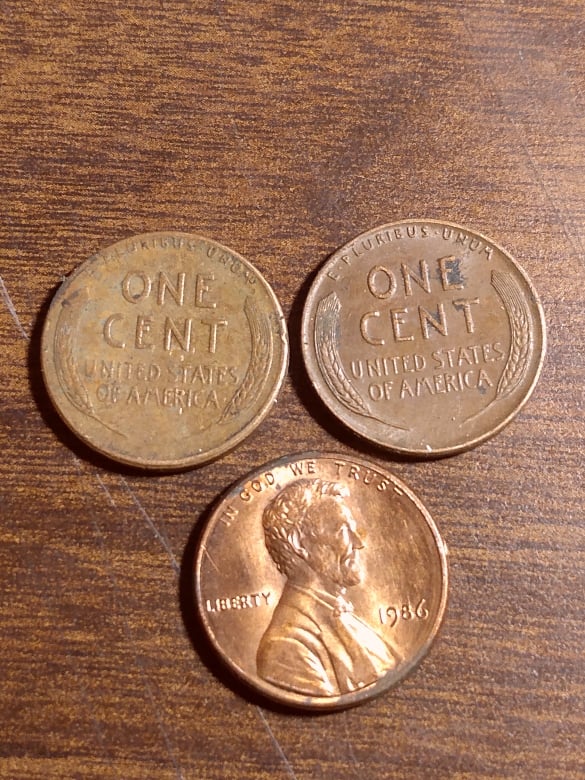 E·PLURIBUS·UNUM
ONE
CENT
UNITED STATES
OF AMERICA
E·PLURIBUS·UNUM
ONE
CENT
UNITED STATES
OF AMERICA
IN GOD WE TRUST
LIBERTY
1986